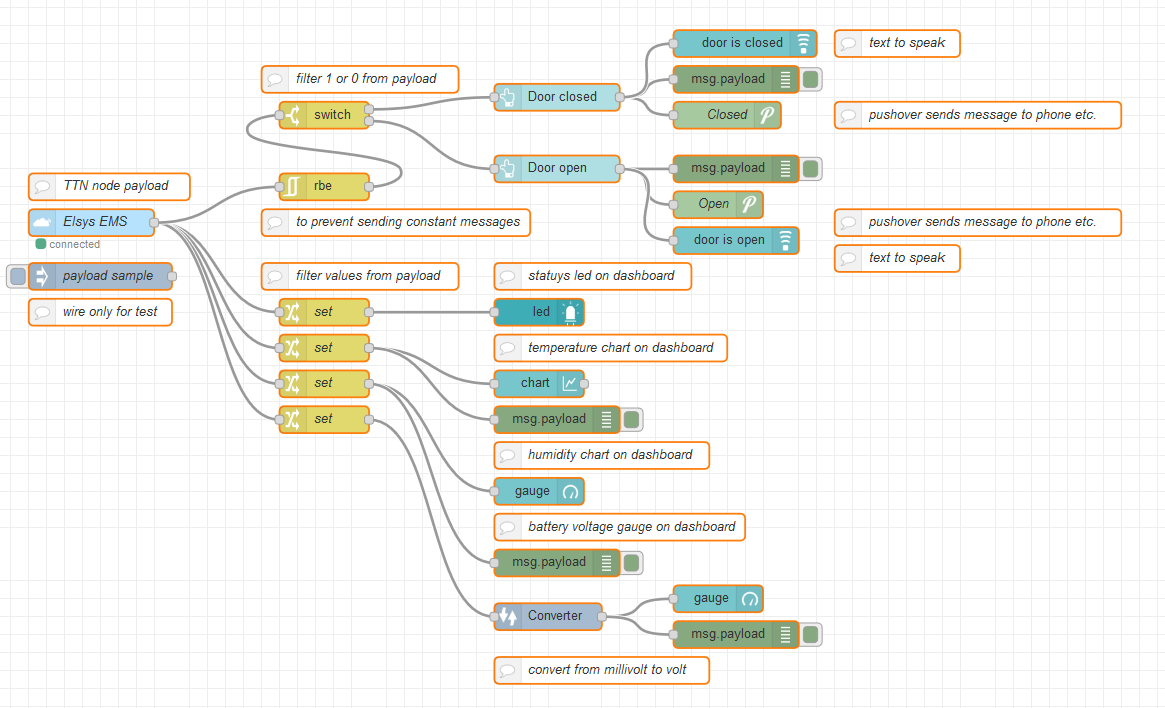 door is closed
text to speak
filter 1 or 0 from payload
msg.payload
Door closed
switch
Closed
pushover sends message to phone etc.
Door open
msg.payload
TTN node payload
rbe
Open
Elsys EMS
to prevent sending constant messages
pushover sends message to phone etc.
connected
door is open
text to speak
payload sample
filter values from payload
statuys led on dashboard
wire only for test
set
led
set
temperature chart on dashboard
set
chart
set
msg.payload
humidity chart on dashboard
gauge
battery voltage gauge on dashboard
msg.payload
gauge
Converter
msg.payload
convert from millivolt to volt